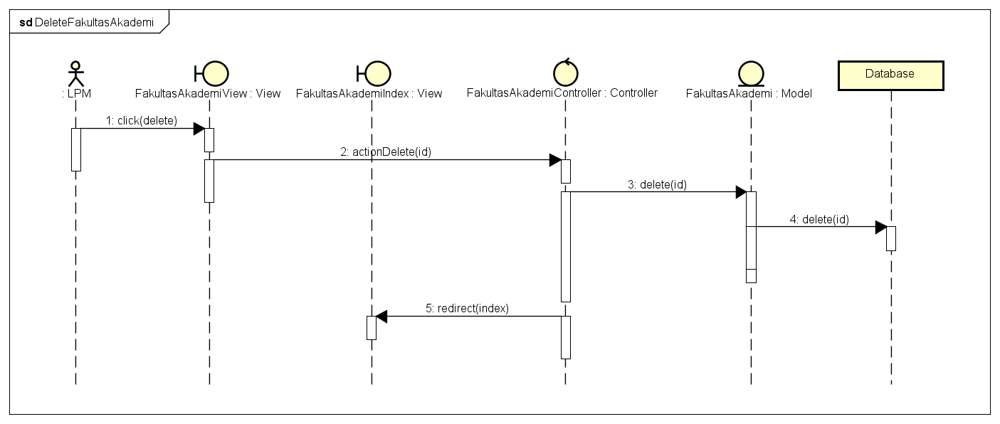 sd DeleteFakultasAkademi
: LPM
FakultasAkademiView : View
FakultasAkademiIndex : View
FakultasAkademiController : Controller
FakultasAkademi : Model
Database
1: click(delete)
2: actionDelete(id)
3: delete(id)
4: delete(id)
5: redirect(index)